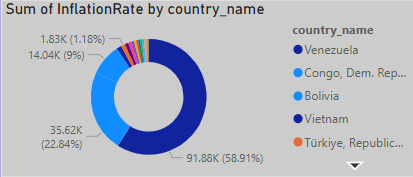 Sum of InflationRate by country_name
1.83K (1.18%)
14.04K (9%)
35.62K
(22.84%)
91.88K (58.91%)
country_name
Venezuela
Congo, Dem. Rep...
Bolivia
Vietnam
Türkiye, Republic...